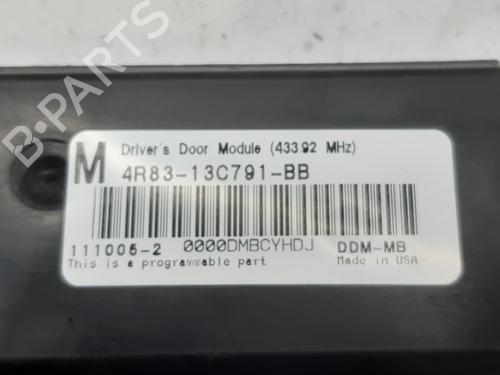 B-PARTS
M
Driver's Door Module (433.92 MHz)
4R83-13C791-BB
111005-2 0000DMBCYHDJ DDM-MB
This is a programmable part Made in USA